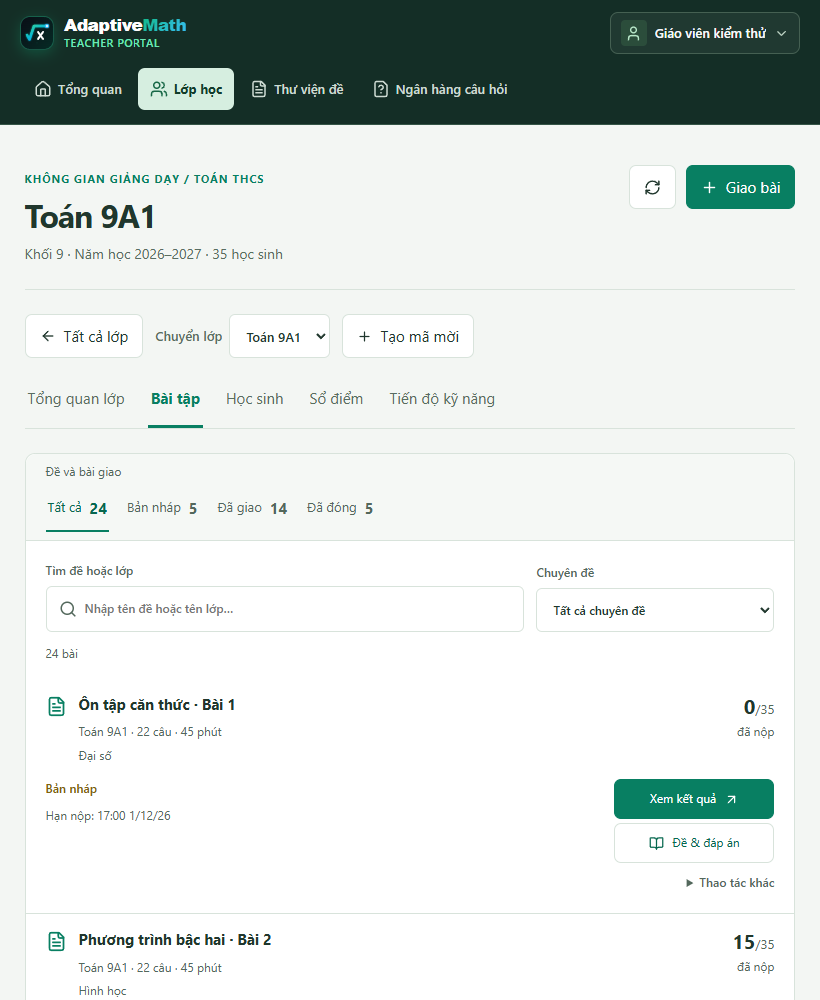 AdaptiveMath
TEACHER PORTAL
Giáo viên kiểm thử
Tổng quan
Lớp học
Thư viện đề
Ngân hàng câu hỏi
KHÔNG GIAN GIẢNG DẠY / TOÁN THCS
Toán 9A1
Khối 9 · Năm học 2026–2027 · 35 học sinh
Giao bài
Tất cả lớp
Chuyển lớp
Toán 9A1
Tạo mã mời
Tổng quan lớp
Bài tập
Học sinh
Sổ điểm
Tiến độ kỹ năng
Đề và bài giao
Tất cả 24
Bản nháp 5
Đã giao 14
Đã đóng 5
Tìm đề hoặc lớp
Nhập tên đề hoặc tên lớp...
Chuyên đề
Tất cả chuyên đề
24 bài
Ôn tập căn thức · Bài 1
Toán 9A1 · 22 câu · 45 phút
Đại số
0/35
đã nộp
Bản nháp
Hạn nộp: 17:00 1/12/26
Xem kết quả
Đề & đáp án
Thao tác khác
Phương trình bậc hai · Bài 2
Toán 9A1 · 22 câu · 45 phút
Hình học
15/35
đã nộp